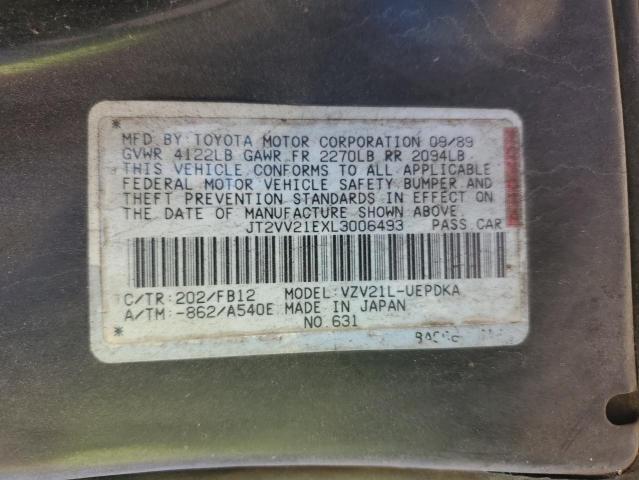 MFD BY TOYOTA MOTOR CORPORATION 09/89
GVWR 4122LB GAWR FR 2270LB RR 2094LB
THIS VEHICLE CONFORMS TO ALL APPLICABLE
FEDERAL MOTOR VEHICLE SAFETY BUMPER AND
THEFT PREVENTION STANDARDS IN EFFECT ON
THE DATE OF MANUFACTURE SHOWN ABOVE.
* JT2VV21EXL3006493 PASS.CAR
C/TR:202/FB12 MODEL:VZV21L-UEPDKA
A/TM:-862/A540E MADE IN JAPAN
* NO.631